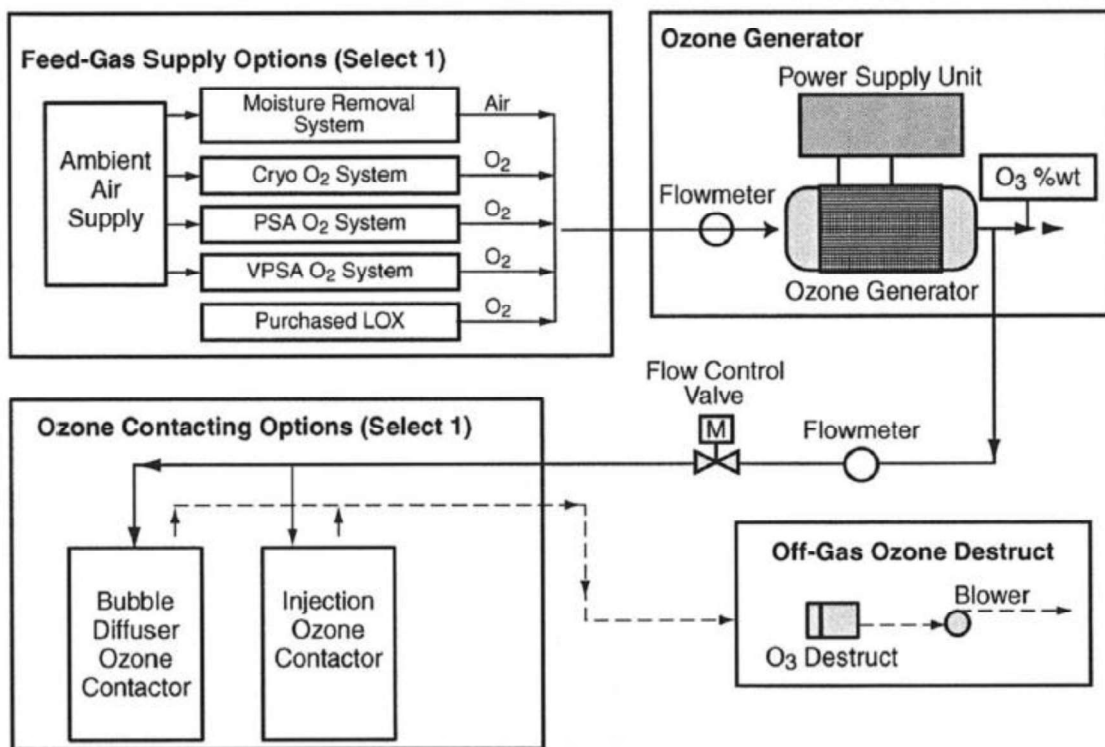 Feed-Gas Supply Options (Select 1)
Ambient
Air
Supply
Moisture Removal
System
Air
Cryo O2 System
O2
PSA O2 System
O2
VPSA O2 System
O2
Purchased LOX
O2
Ozone Generator
Power Supply Unit
Flowmeter
O3 %wt
Ozone Generator
Flow Control
Valve
M
Flowmeter
Ozone Contacting Options (Select 1)
Bubble
Diffuser
Ozone
Contactor
Injection
Ozone
Contactor
Off-Gas Ozone Destruct
Blower
O3 Destruct